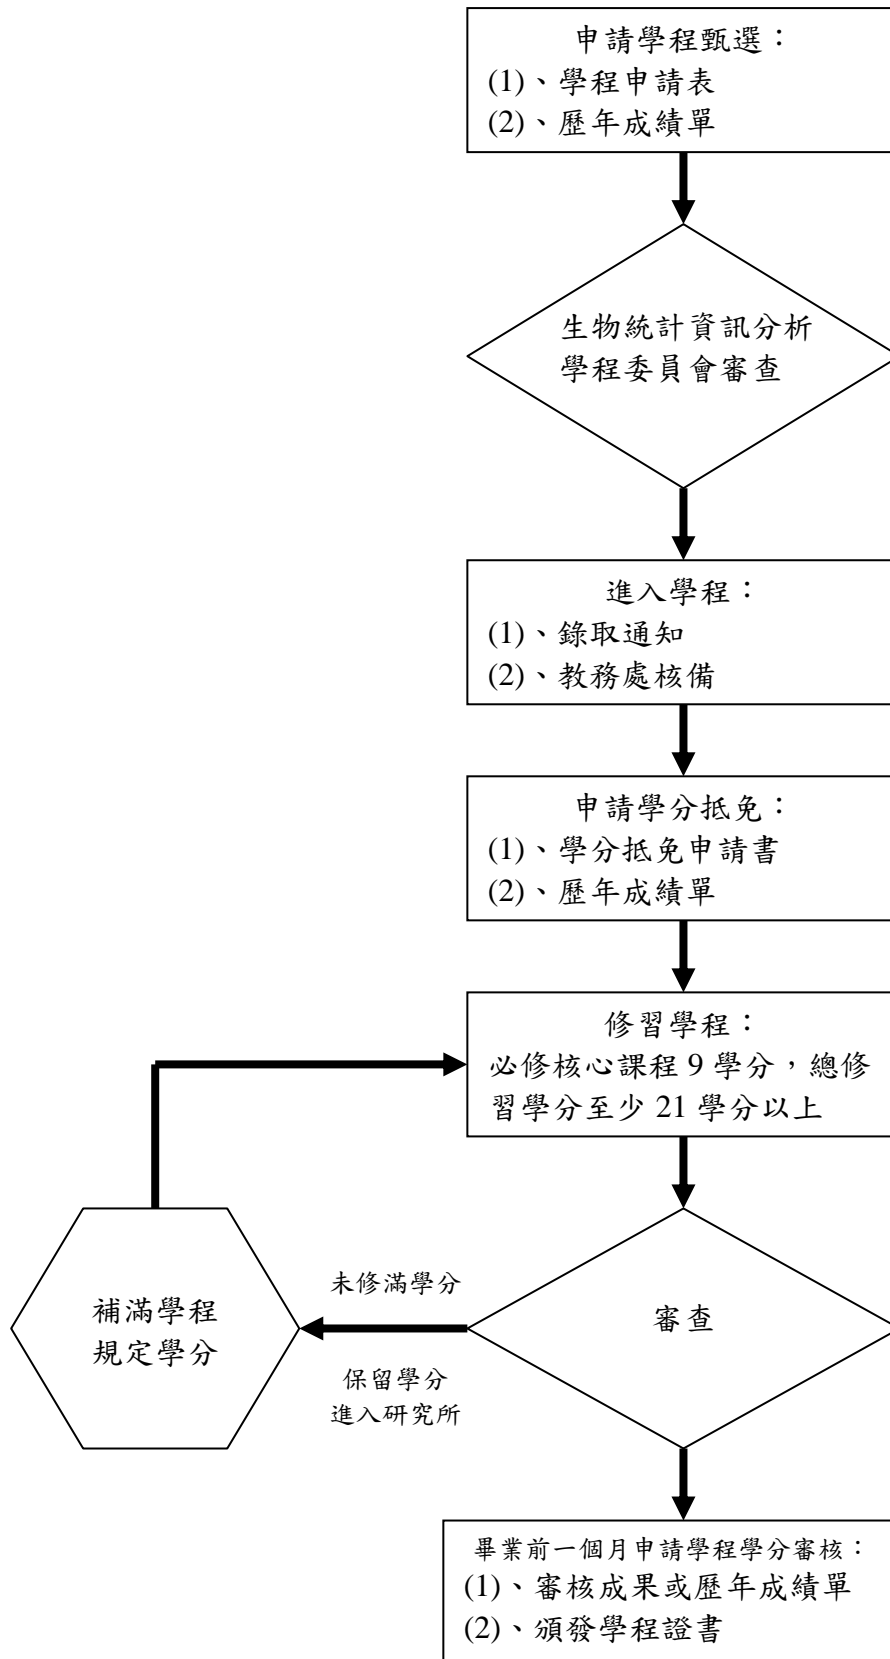 申請學程甄選：
(1)、學程申請表
(2)、歷年成績單
生物統計資訊分析
學程委員會審查
進入學程：
(1)、錄取通知
(2)、教務處核備
申請學分抵免：
(1)、學分抵免申請書
(2)、歷年成績單
修習學程：
必修核心課程 9 學分，總修
習學分至少 21 學分以上
審查
未修滿學分
保留學分
進入研究所
補滿學程
規定學分
畢業前一個月申請學程學分審核：
(1)、審核成果或歷年成績單
(2)、頒發學程證書